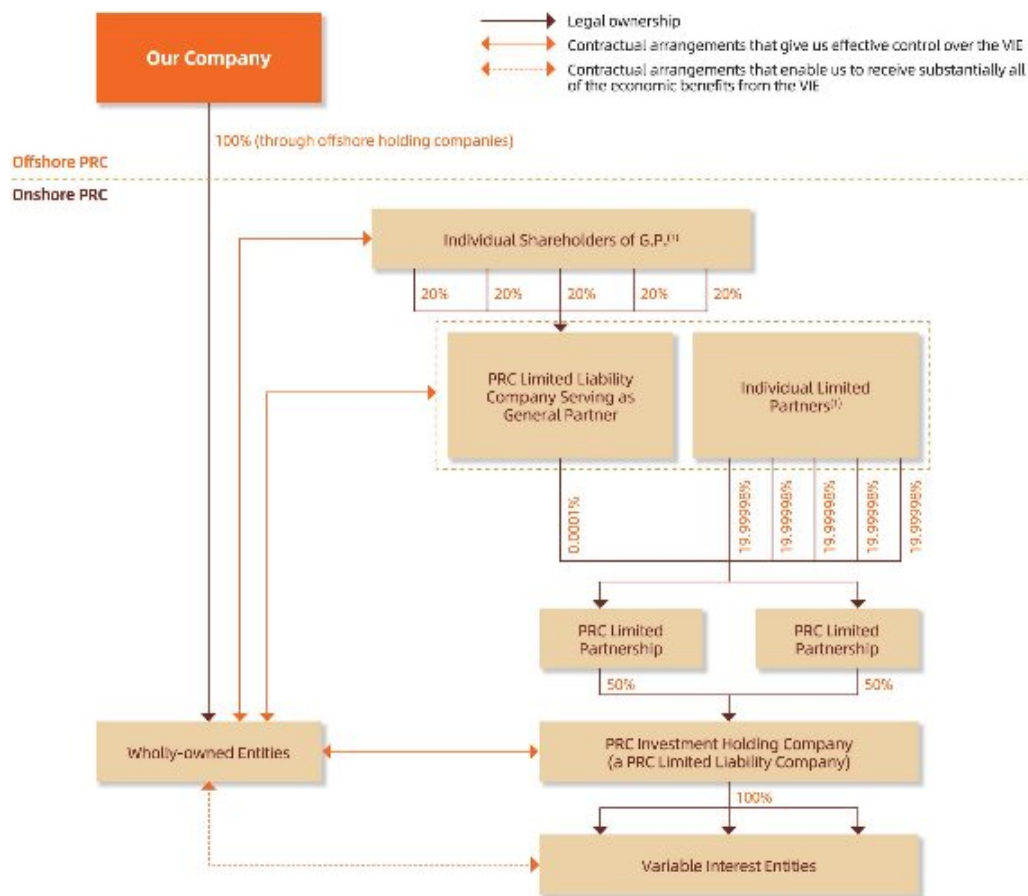 Our Company
Legal ownership
Contractual arrangements that give us effective control over the VIE
Contractual arrangements that enable us to receive substantially all
of the economic benefits from the VIE
100% (through offshore holding companies)
Offshore PRC
Onshore PRC
Individual Shareholders of G.P.(1)
20% 20% 20% 20% 20%
PRC Limited Liability
Company Serving as
General Partner
Individual Limited
Partners(1)
0.0001%
19.99998%
19.99998%
19.99998%
19.99998%
19.99998%
PRC Limited
Partnership
PRC Limited
Partnership
50% 50%
Wholly-owned Entities
PRC Investment Holding Company
(a PRC Limited Liability Company)
100%
Variable Interest Entities